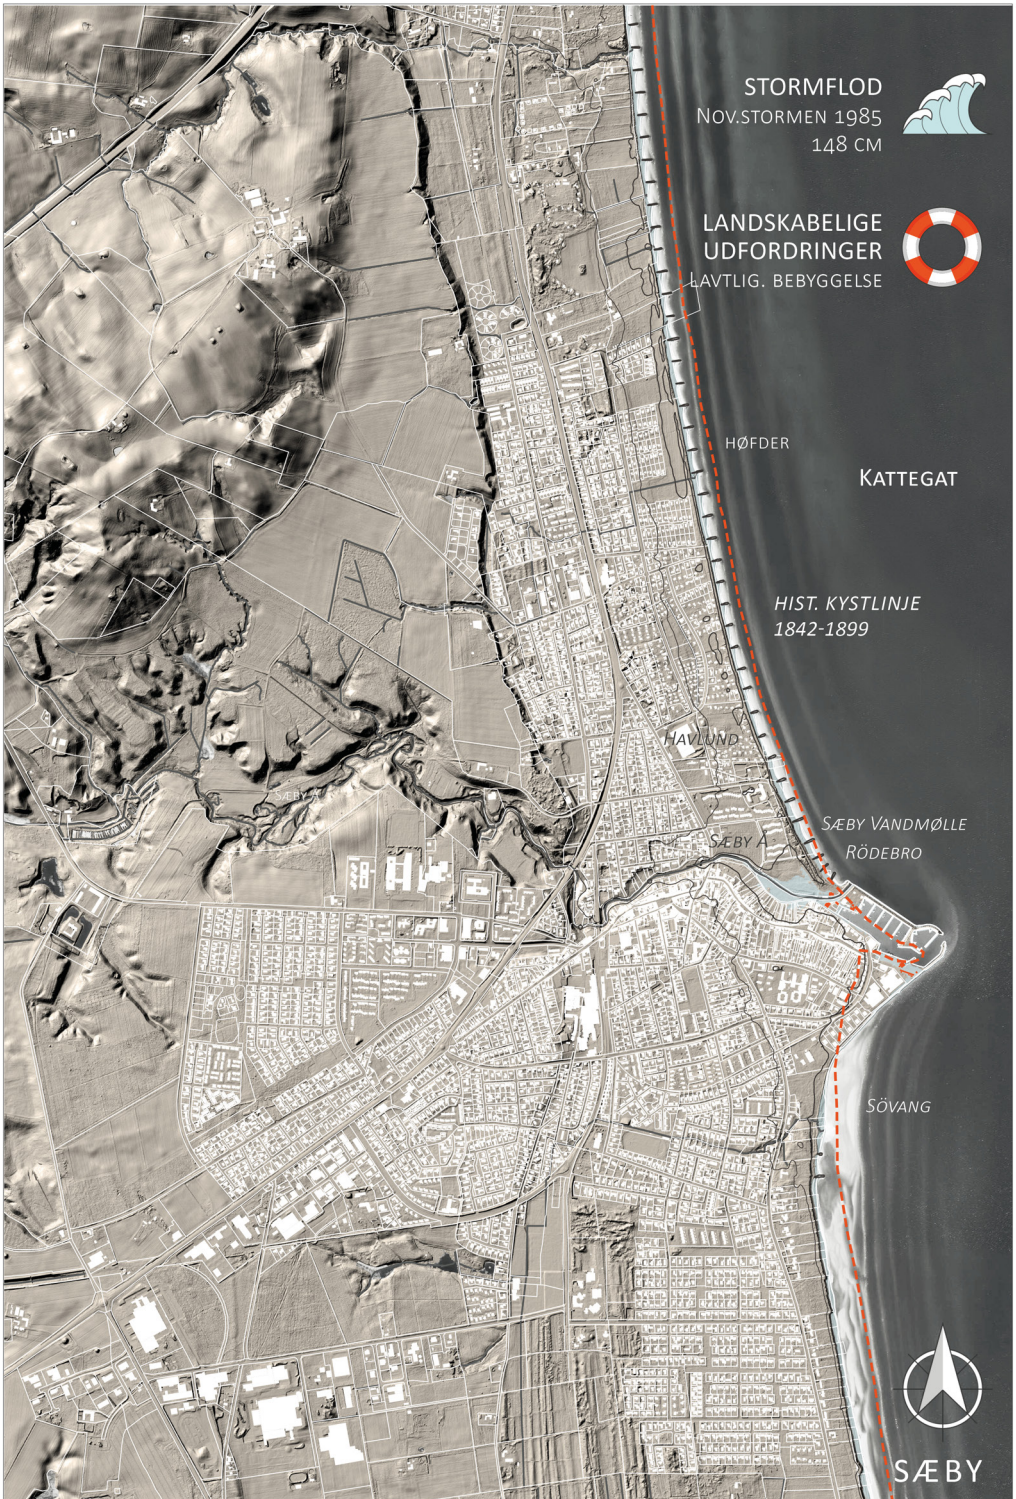 STORMFLOD
NOV.STORMEN 1985
148 CM
LANDSKABELIGE
UDFORDRINGER
LAVTLIG. BEBYGGELSE
HØFDER
KATTEGAT
HIST. KYSTLINJE
1842-1899
HAVLUND
SÆBY Å
SÆBY VANDMØLLE
SÆBY Å
RÖDEBRO
SÖVANG
SÆBY